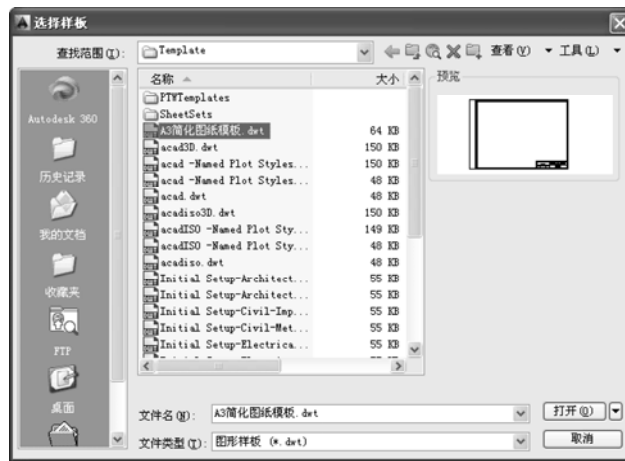 选择样板
查找范围(I): Template 查看(V) 工具(L)
Autodesk 360
历史记录
我的文档
收藏夹
FTP
桌面
名称 大小
PTWTemplates
SheetSets
A3简化图纸模板.dwt 64 KB
acad3D.dwt 150 KB
acad -Named Plot Styles... 150 KB
acad -Named Plot Styles... 48 KB
acad.dwt 48 KB
acadiso3D.dwt 150 KB
acadISO -Named Plot Sty... 149 KB
acadISO -Named Plot Sty... 48 KB
acadiso.dwt 48 KB
Initial Setup-Architect... 55 KB
Initial Setup-Architect... 55 KB
Initial Setup-Civil-Imp... 55 KB
Initial Setup-Civil-Met... 55 KB
Initial Setup-Electrica... 55 KB
预览
文件名(N): A3简化图纸模板.dwt 打开(O)
文件类型(T): 图形样板 (*.dwt) 取消